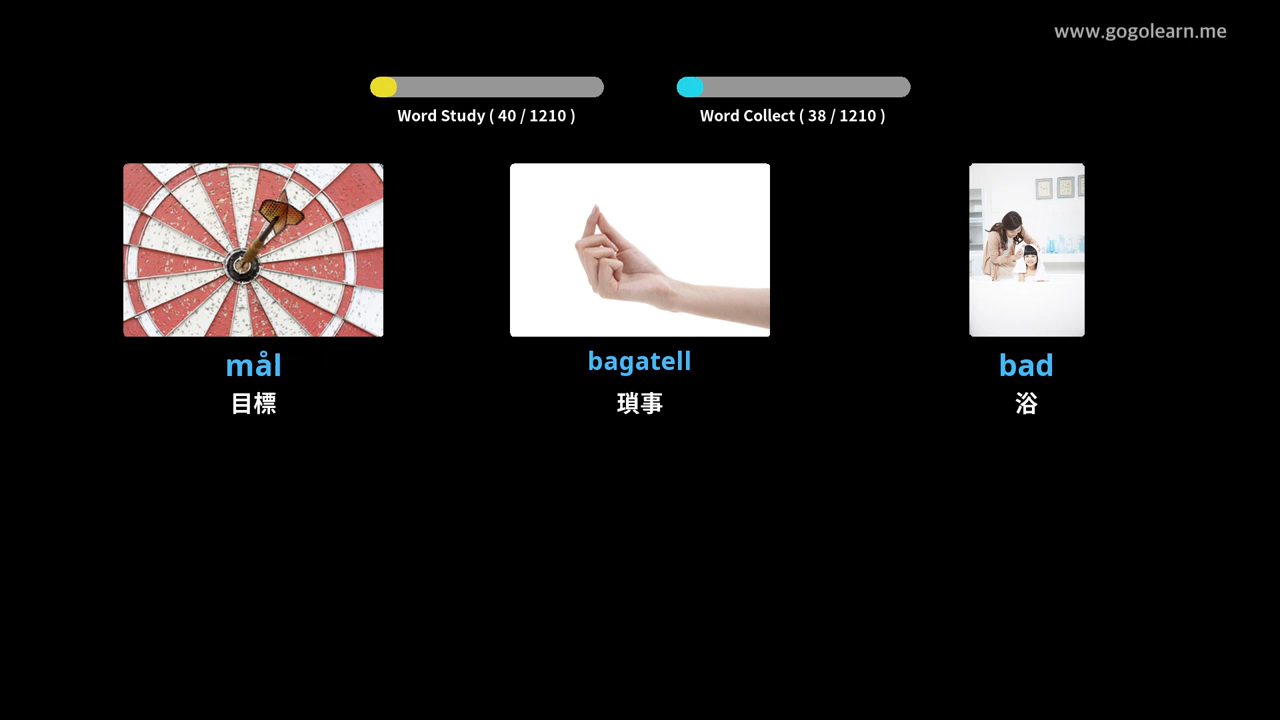 www.gogolearn.me
Word Study ( 40 / 1210 )
Word Collect ( 38 / 1210 )
mål
bagatell
bad
目標
瑣事
浴